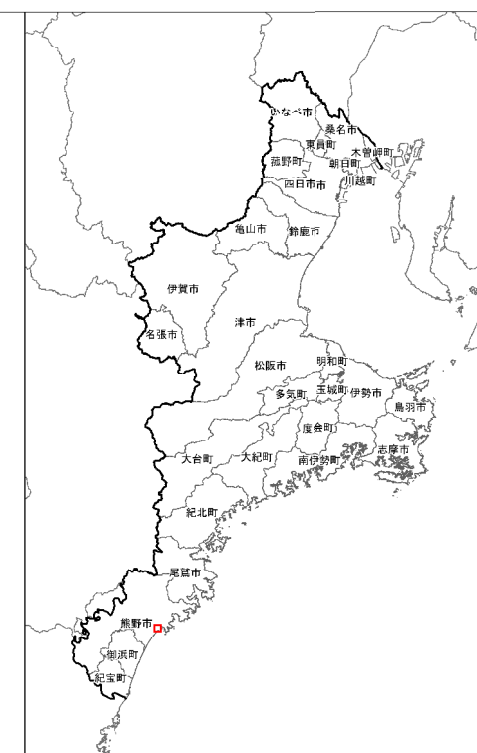 いなべ市
桑名市
東員町
木曽岬町
菰野町
朝日町
四日市市
川越町
亀山市
鈴鹿市
伊賀市
津市
名張市
松阪市
明和町
多気町
玉城町
伊勢市
鳥羽市
度会町
大台町
大紀町
南伊勢町
志摩市
紀北町
尾鷲市
熊野市
御浜町
紀宝町